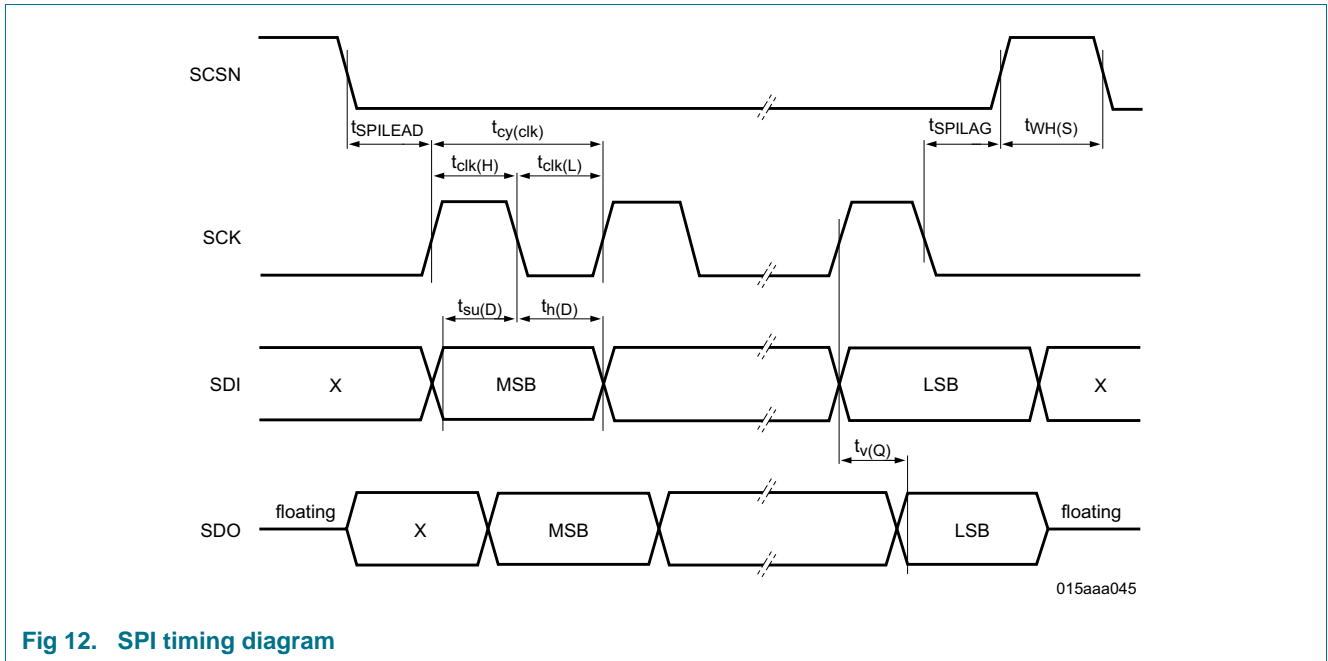 SCSN
tSPILEAD
tcy(clk)
tSPILAG
tWH(S)
tclk(H)
tclk(L)
SCK
tsu(D)
th(D)
SDI
X
MSB
LSB
X
tv(Q)
SDO
floating
X
MSB
LSB
floating
015aaa045
Fig 12. SPI timing diagram